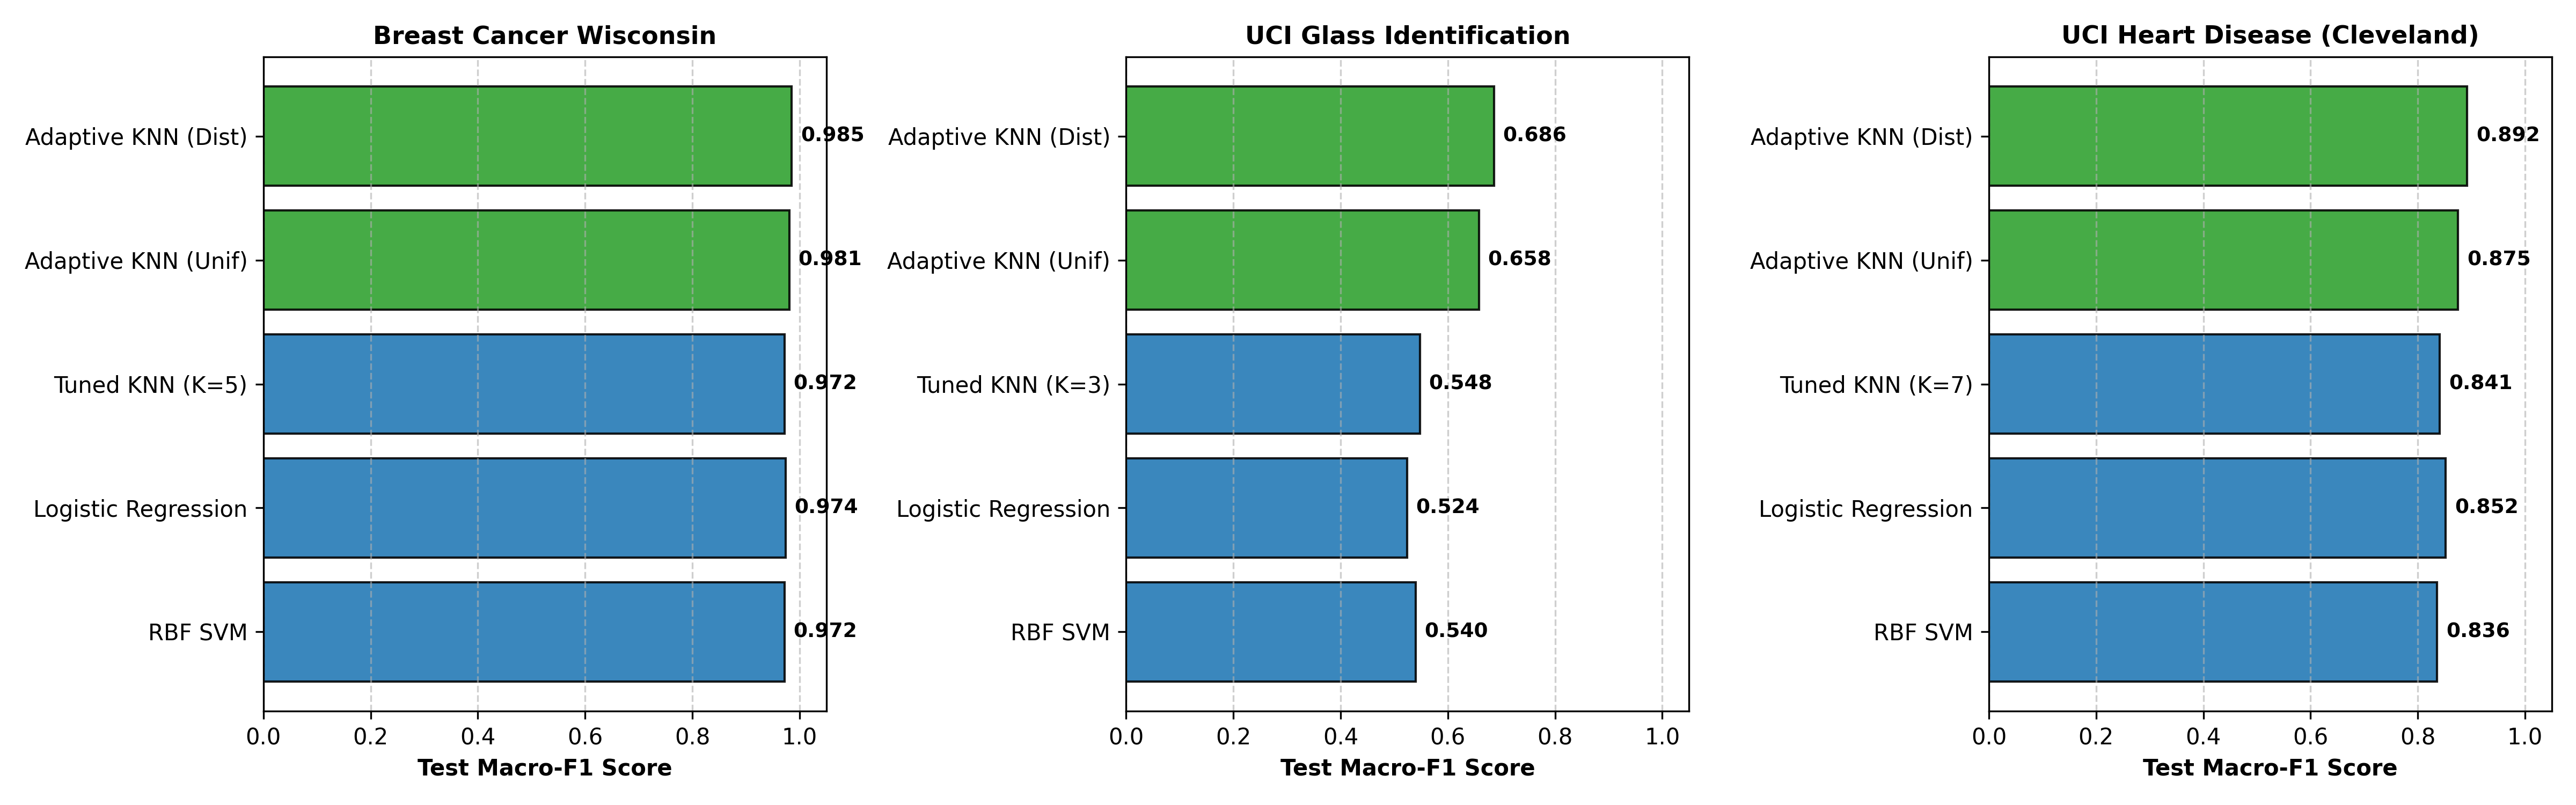 Breast Cancer Wisconsin
Adaptive KNN (Dist)
0.985
Adaptive KNN (Unif)
0.981
Tuned KNN (K=5)
0.972
Logistic Regression
0.974
RBF SVM
0.972
0.0 0.2 0.4 0.6 0.8 1.0
Test Macro-F1 Score
UCI Glass Identification
Adaptive KNN (Dist)
0.686
Adaptive KNN (Unif)
0.658
Tuned KNN (K=3)
0.548
Logistic Regression
0.524
RBF SVM
0.540
0.0 0.2 0.4 0.6 0.8 1.0
Test Macro-F1 Score
UCI Heart Disease (Cleveland)
Adaptive KNN (Dist)
0.892
Adaptive KNN (Unif)
0.875
Tuned KNN (K=7)
0.841
Logistic Regression
0.852
RBF SVM
0.836
0.0 0.2 0.4 0.6 0.8 1.0
Test Macro-F1 Score